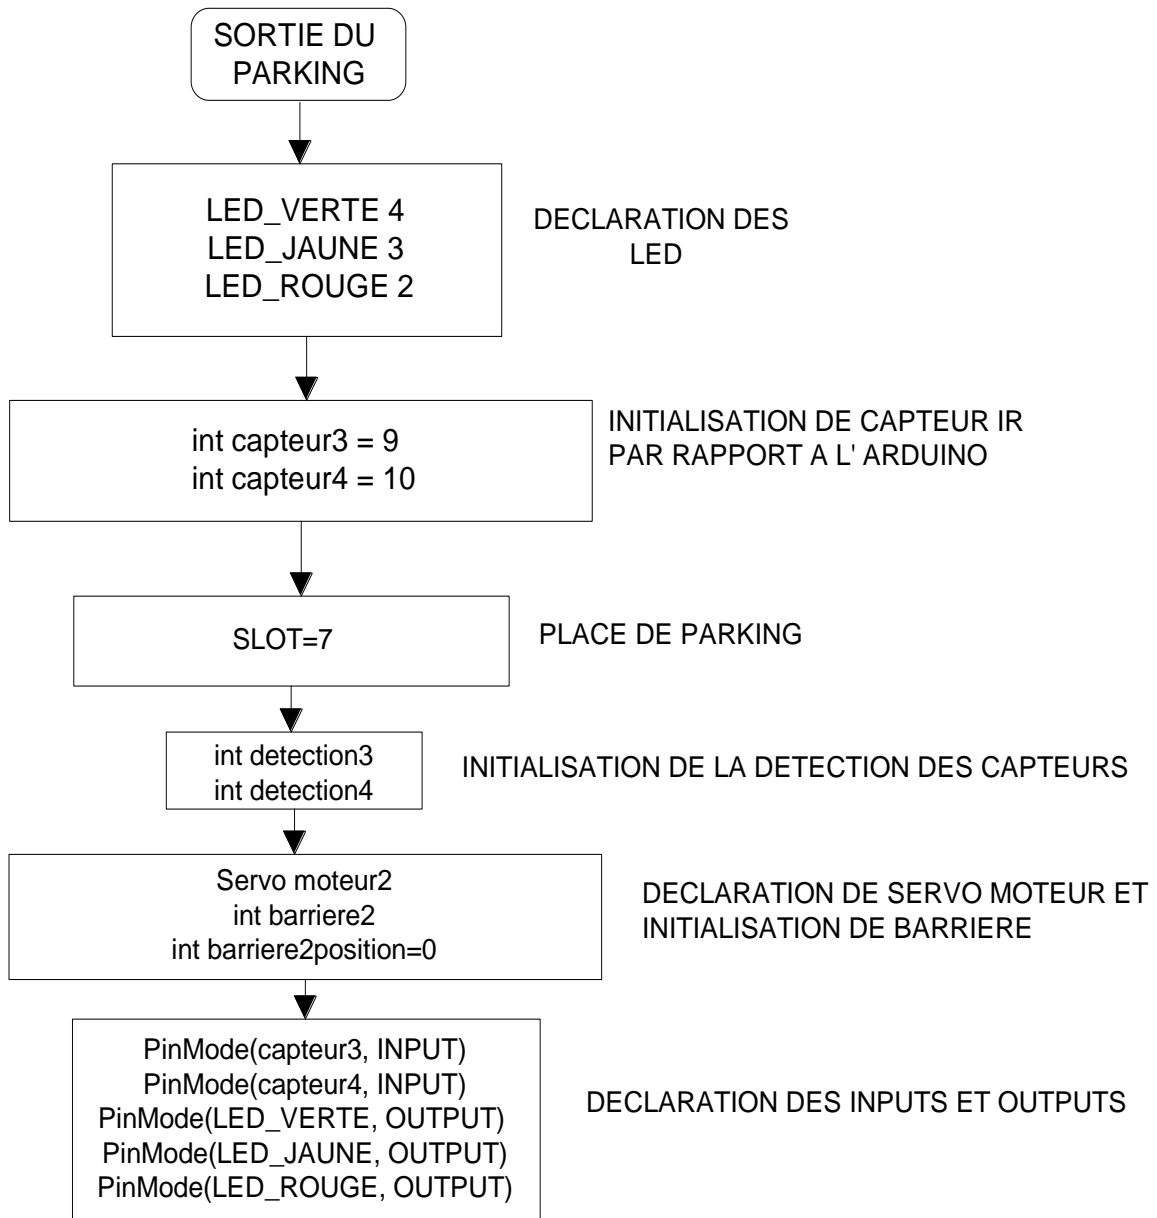 SORTIE DU
PARKING
LED_VERTE 4
LED_JAUNE 3
LED_ROUGE 2
DECLARATION DES
LED
int capteur3 = 9
int capteur4 = 10
INITIALISATION DE CAPTEUR IR
PAR RAPPORT A L' ARDUINO
SLOT=7
PLACE DE PARKING
int detection3
int detection4
INITIALISATION DE LA DETECTION DES CAPTEURS
Servo moteur2
int barriere2
int barriere2position=0
DECLARATION DE SERVO MOTEUR ET
INITIALISATION DE BARRIERE
PinMode(capteur3, INPUT)
PinMode(capteur4, INPUT)
PinMode(LED_VERTE, OUTPUT)
PinMode(LED_JAUNE, OUTPUT)
PinMode(LED_ROUGE, OUTPUT)
DECLARATION DES INPUTS ET OUTPUTS